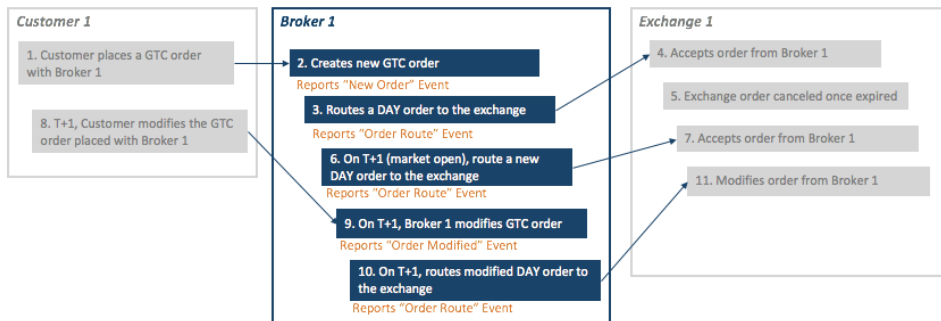 Customer 1
1. Customer places a GTC order
with Broker 1
8. T+1, Customer modifies the GTC
order placed with Broker 1
Broker 1
2. Creates new GTC order
Reports "New Order" Event
3. Routes a DAY order to the exchange
Reports "Order Route" Event
6. On T+1 (market open), route a new
DAY order to the exchange
Reports "Order Route" Event
9. On T+1, Broker 1 modifies GTC order
Reports "Order Modified" Event
10. On T+1, routes modified DAY order to
the exchange
Reports "Order Route" Event
Exchange 1
4. Accepts order from Broker 1
5. Exchange order canceled once expired
7. Accepts order from Broker 1
11. Modifies order from Broker 1